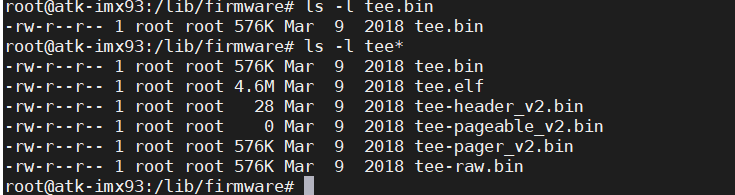 root@atk-imx93:/lib/firmware# ls -l tee.bin
-rw-r--r-- 1 root root 576K Mar  9  2018 tee.bin
root@atk-imx93:/lib/firmware# ls -l tee*
-rw-r--r-- 1 root root 576K Mar  9  2018 tee.bin
-rw-r--r-- 1 root root 4.6M Mar  9  2018 tee.elf
-rw-r--r-- 1 root root   28 Mar  9  2018 tee-header_v2.bin
-rw-r--r-- 1 root root    0 Mar  9  2018 tee-pageable_v2.bin
-rw-r--r-- 1 root root 576K Mar  9  2018 tee-pager_v2.bin
-rw-r--r-- 1 root root 576K Mar  9  2018 tee-raw.bin
root@atk-imx93:/lib/firmware#